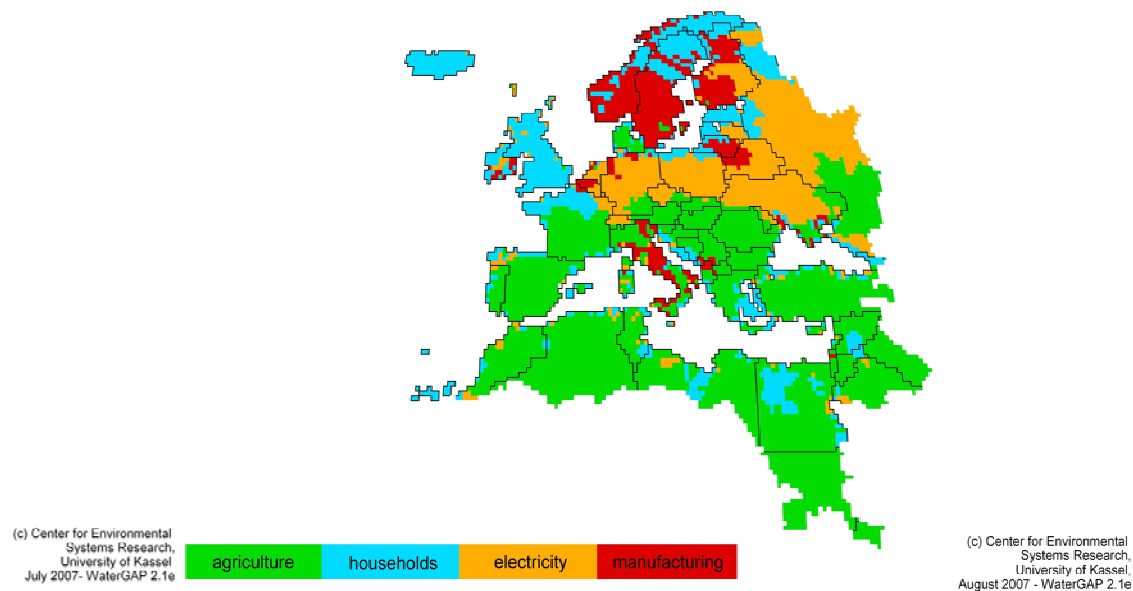 (c) Center for Environmental
Systems Research,
University of Kassel
July 2007- WaterGAP 2.1e
agriculture
households
electricity
manufacturing
(c) Center for Environmental
Systems Research,
University of Kassel,
August 2007 - WaterGAP 2.1e